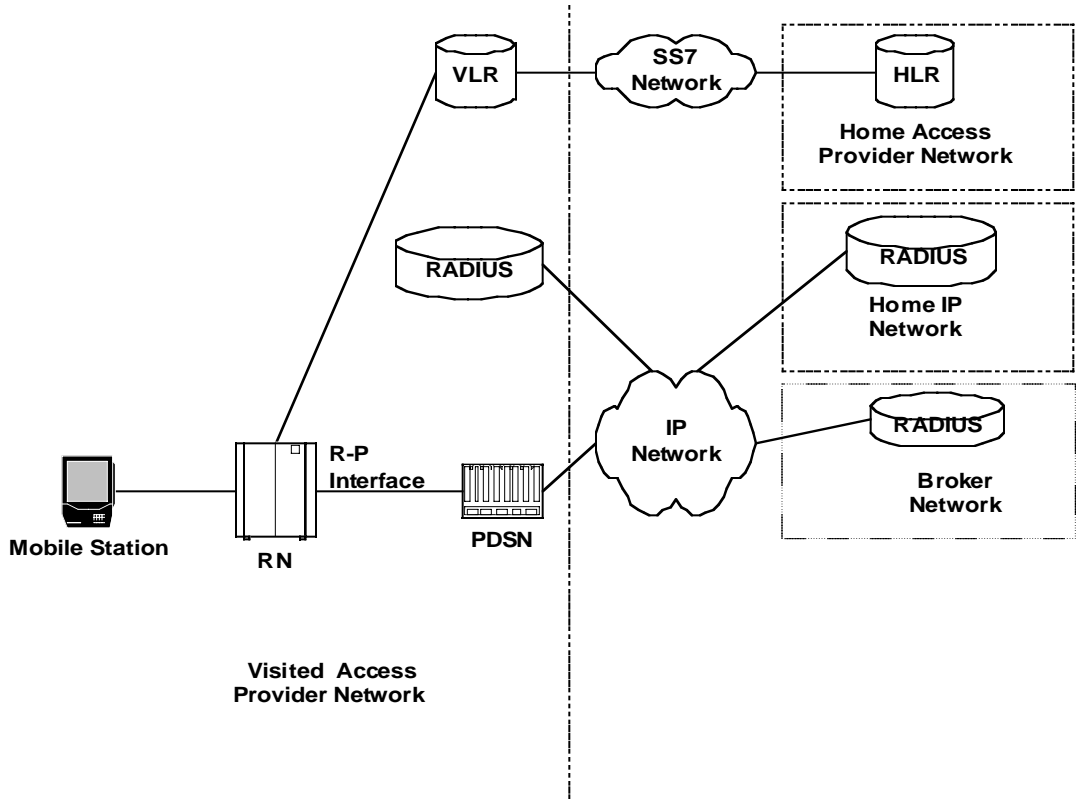 VLR
SS7
Network
HLR
Home Access
Provider Network
RADIUS
RADIUS
Home IP
Network
IP
Network
RADIUS
Broker
Network
R-P
Interface
Mobile Station
RN
PDSN
Visited Access
Provider Network